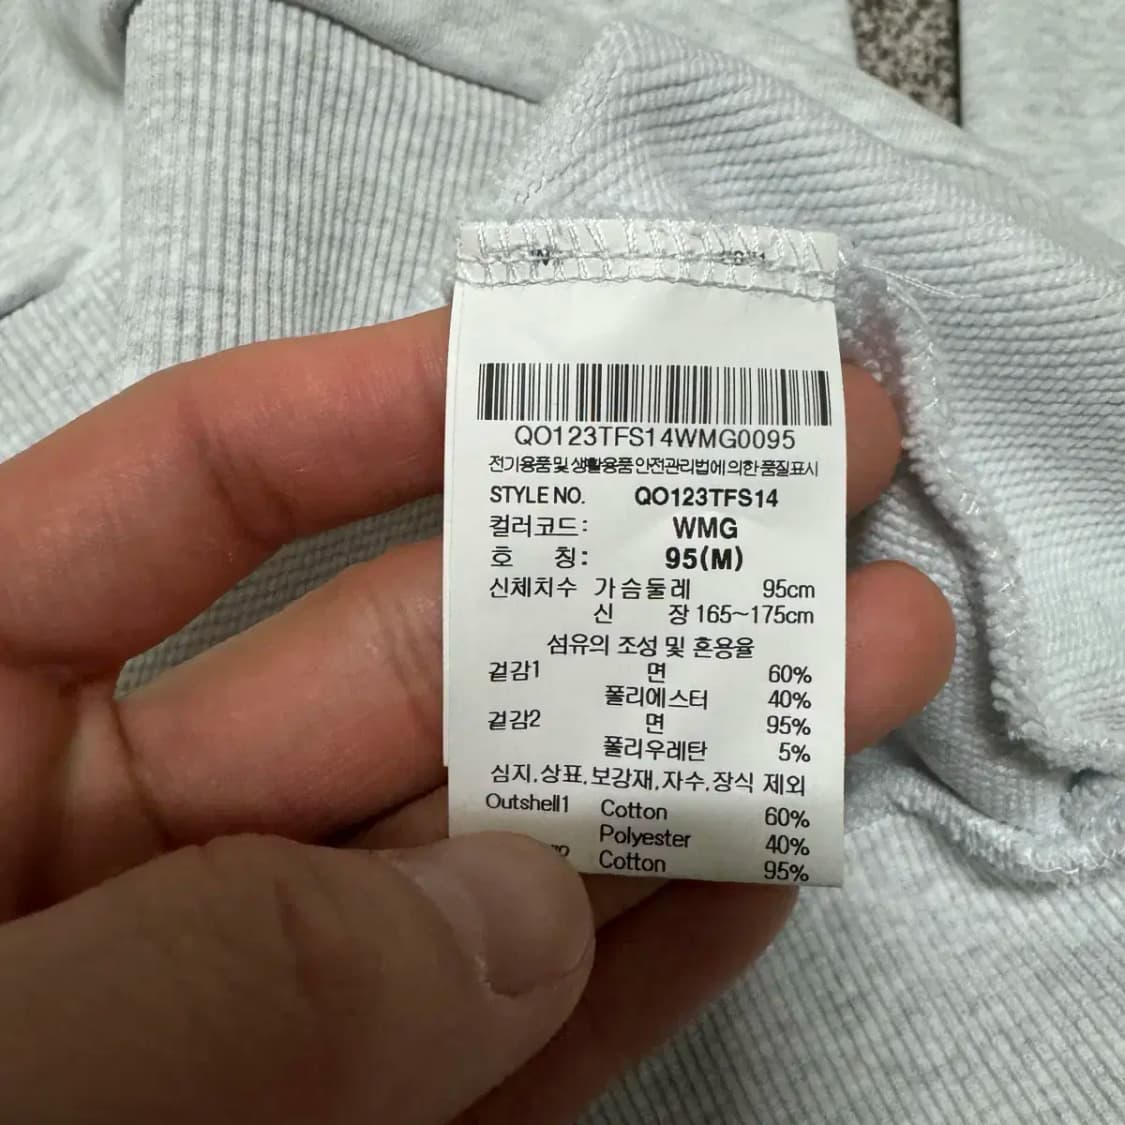 QO123TFS14WMG0095
전기용품 및 생활용품 안전관리법에 의한 품질표시
STYLE NO. QO123TFS14
컬러코드: WMG
호 칭: 95(M)
신체치수 가슴둘레 95cm
신 장 165~175cm
섬유의 조성 및 혼용율
겉감1 면 60%
폴리에스터 40%
겉감2 면 95%
폴리우레탄 5%
심지,상표,보강재,자수,장식 제외
Outshell1 Cotton 60%
Polyester 40%
Cotton 95%